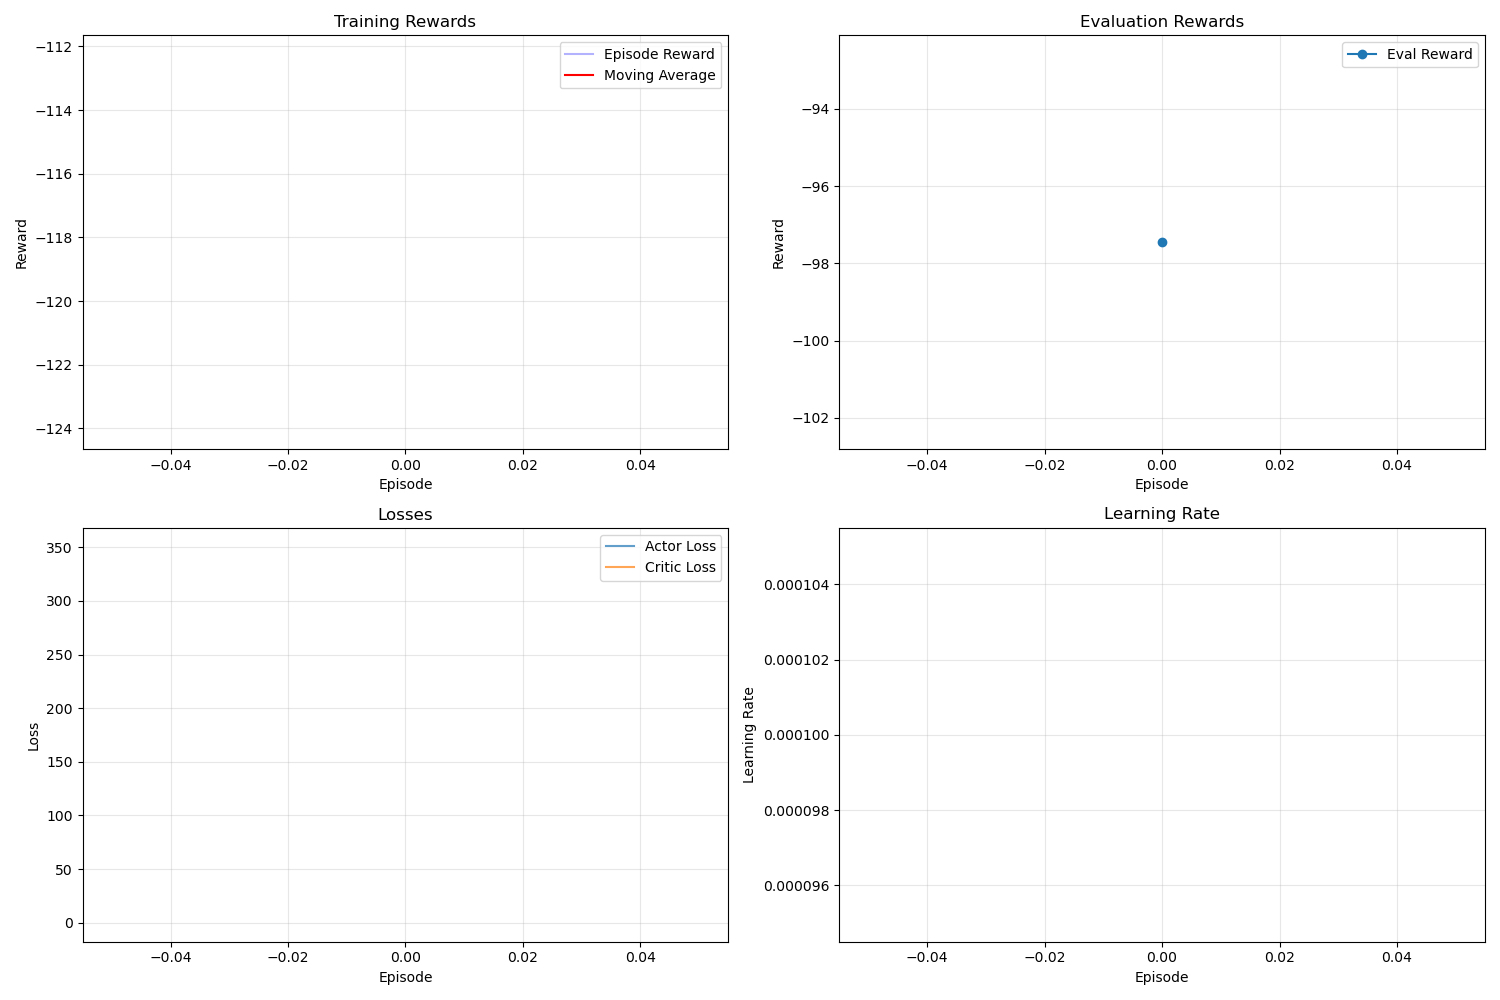 Training Rewards
Episode Reward
Moving Average
−112
−114
−116
−118
−120
−122
−124
Reward
−0.04 −0.02 0.00 0.02 0.04
Episode
Evaluation Rewards
Eval Reward
−94
−96
−98
−100
−102
Reward
−0.04 −0.02 0.00 0.02 0.04
Episode
Losses
Actor Loss
Critic Loss
350
300
250
200
150
100
50
0
Loss
−0.04 −0.02 0.00 0.02 0.04
Episode
Learning Rate
0.000104
0.000102
0.000100
0.000098
0.000096
Learning Rate
−0.04 −0.02 0.00 0.02 0.04
Episode